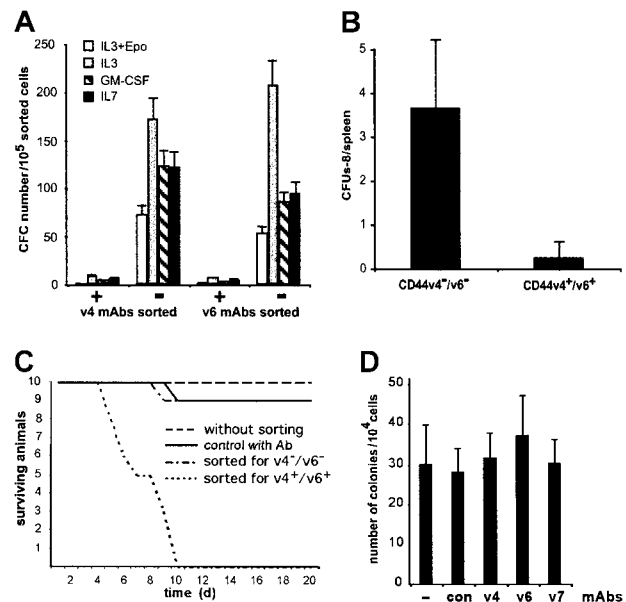 A
CFC number/10⁵ sorted cells
250
200
150
100
50
0
IL3+Epo
IL3
GM-CSF
IL7
+ - + -
v4 mAbs sorted v6 mAbs sorted
B
CFUs-8/spleen
5
4
3
2
1
0
CD44v4⁻/v6⁻ CD44v4⁺/v6⁺
C
surviving animals
10
9
8
7
6
5
4
3
2
1
without sorting
control with Ab
sorted for v4⁻/v6⁻
sorted for v4⁺/v6⁺
2 4 6 8 10 12 14 16 18 20
time (d)
D
number of colonies/10⁴cells
50
40
30
20
10
0
– con v4 v6 v7 mAbs